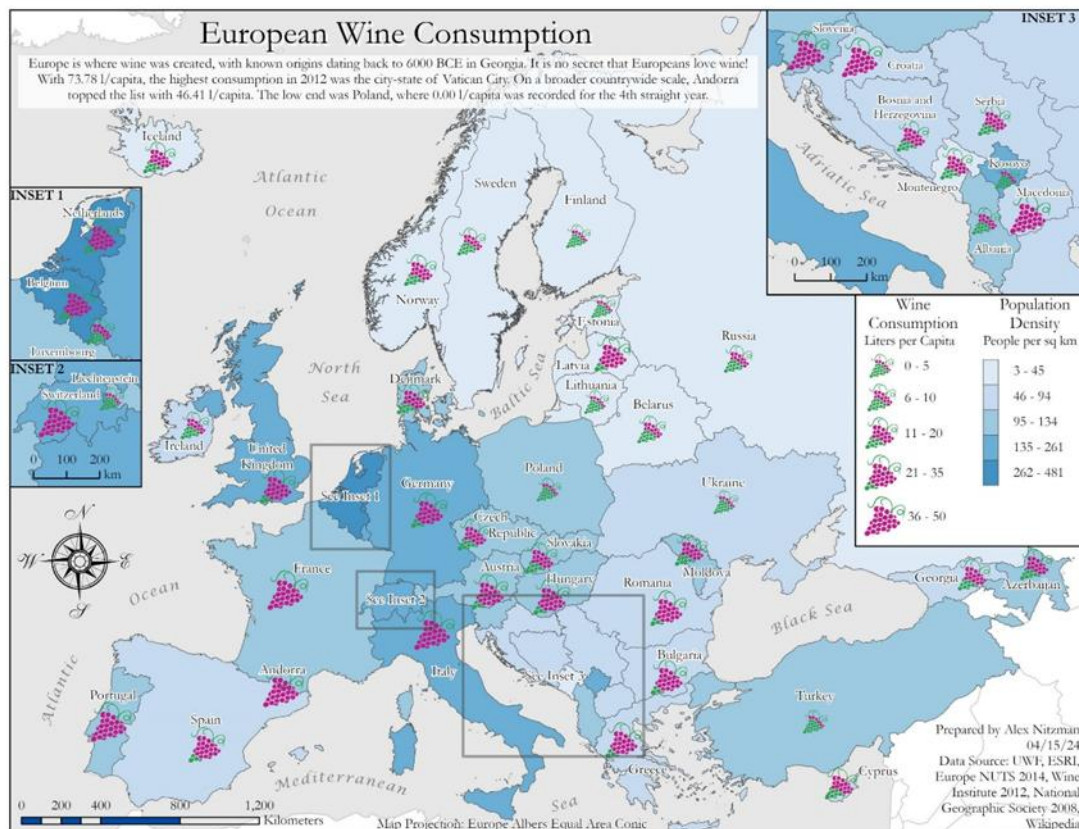 European Wine Consumption
Europe is where wine was created, with known origins dating back to 6000 BCE in Georgia. It is no secret that Europeans love wine!
With 73.78 l/capita, the highest consumption in 2012 was the city-state of Vatican City. On a broader countrywide scale, Andorra
topped the list with 46.41 l/capita. The low end was Poland, where 0.00 l/capita was recorded for the 4th straight year.
INSET 3
Slovenia
Croatia
Bosnia and
Herzegovina
Serbia
Kosovo
Montenegro
Macedonia
Albania
Adriatic Sea
0 100 200
km
Iceland
Atlantic
Ocean
Sweden
Finland
Norway
INSET 1
Netherlands
Belgium
Luxembourg
INSET 2
Liechtenstein
Switzerland
0 100 200
km
Estonia
Latvia
Lithuania
Russia
Belarus
North
Sea
Denmark
Baltic Sea
Ireland
United
Kingdom
See Inset 1
Germany
Poland
Ukraine
Czech
Republic
Slovakia
Austria
Hungary
Moldova
Romania
France
See Inset 2
Italy
See Inset 3
Bulgaria
Georgia
Azerbaijan
Black Sea
Andorra
Portugal
Spain
Atlantic
Ocean
Turkey
Greece
Cyprus
Mediterranean
Sea
N
W E
S
Wine
Consumption
Liters per Capita
0 - 5
6 - 10
11 - 20
21 - 35
36 - 50
Population
Density
People per sq km
3 - 45
46 - 94
95 - 134
135 - 261
262 - 481
Prepared by Alex Nitzman
04/15/24
Data Source: UWF, ESRI,
Europe NUTS 2014, Wine
Institute 2012, National
Geographic Society 2008,
Wikipedia
0 200 400 800 1,200
Kilometers
Map Projection: Europe Albers Equal Area Conic